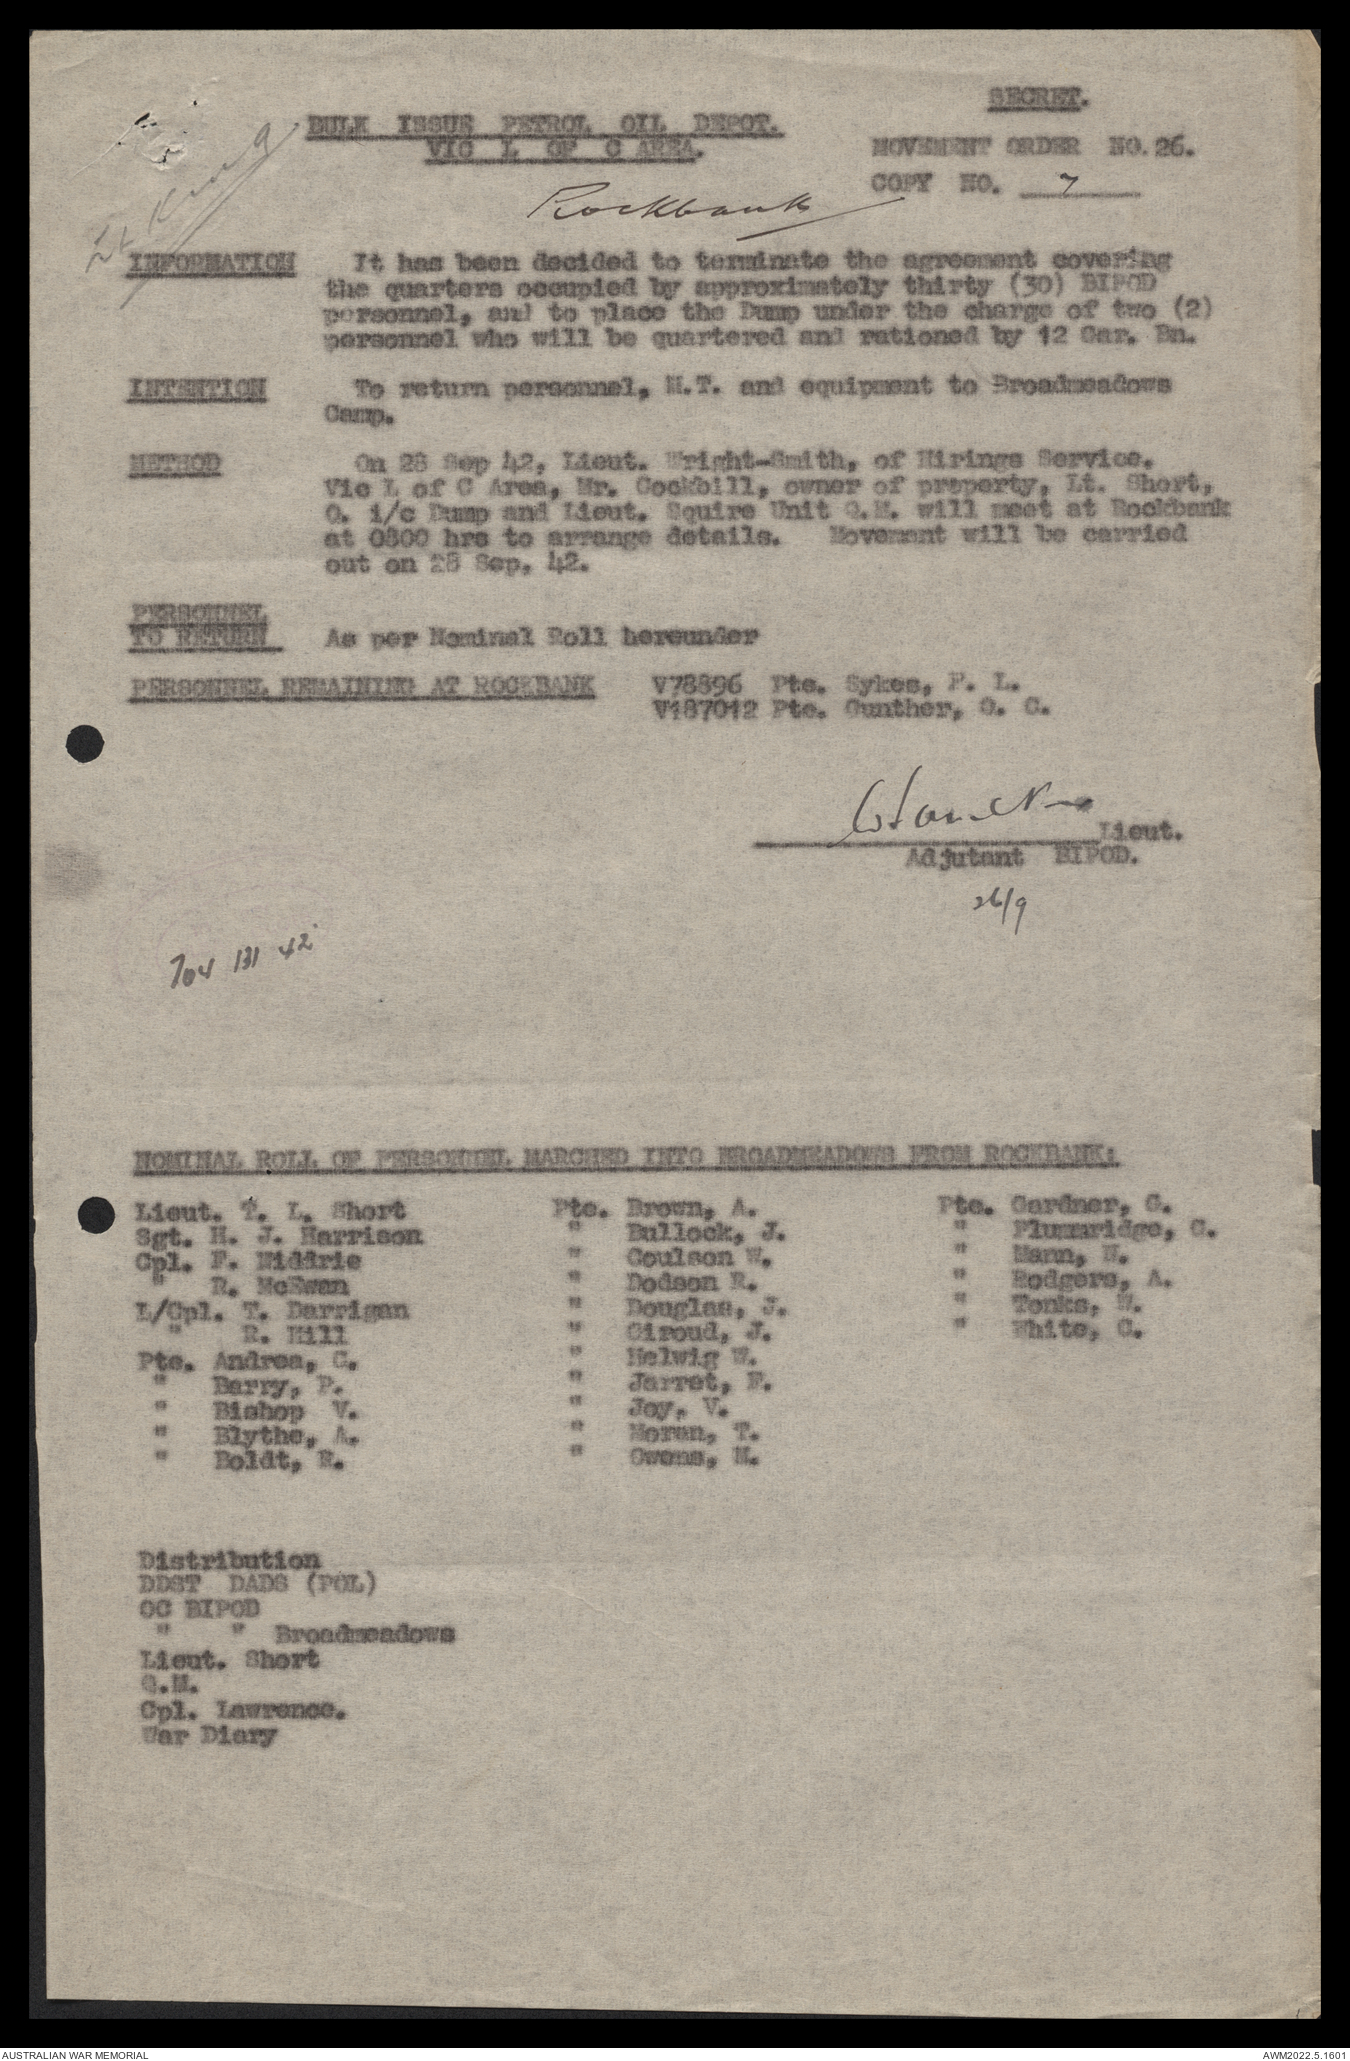 SECRET.
BULK ISSUE PETROL OIL DEPOT.
VIC L OF C AREA.
MOVEMENT ORDER NO. 26.
COPY NO. 7
Rockbank
INFORMATION It has been decided to terminate the agreement covering
the quarters occupied by approximately thirty (30) BIPOD
personnel, and to place the Dump under the charge of two (2)
personnel who will be quartered and rationed by 12 Gar. Bn.
INTENTION To return personnel, M.T. and equipment to Broadmeadows
Camp.
METHOD On 28 Sep 42, Lieut. Wright-Smith, of Hirings Service.
Vic L of C Area, Mr. Cockbill, owner of property, Lt. Short,
O. i/c Dump and Lieut. Squire Unit Q.M. will meet at Rockbank
at 0800 hrs to arrange details. Movement will be carried
out on 28 Sep, 42.
PERSONNEL
TO RETURN As per Nominal Roll hereunder
PERSONNEL REMAINING AT ROCKBANK V78896 Pte. Sykes, P. L.
V187012 Pte. Gunther, O. C.
Lieut.
Adjutant BIPOD.
26/9
704 131 42
NOMINAL ROLL OF PERSONNEL MARCHED INTO BROADMEADOWS FROM ROCKBANK:
Lieut. T. L. Short Pte. Brown, A. Pte. Gardner, G.
Sgt. H. J. Harrison " Bullock, J. " Plummridge, C.
Cpl. F. Niddrie " Coulson W. " Mann, N.
" R. McEwan " Dodson R. " Rodgers, A.
L/Cpl. T. Darrigan " Douglas, J. " Tonks, W.
" R. Hill " Giroud, J. " White, C.
Pte. Andrea, C. " Helwig W.
" Barry, P. " Jarret, F.
" Bishop V. " Joy, V.
" Blythe, A. " Moran, T.
" Boldt, R. " Owens, M.
Distribution
DDST DADS (POL)
OC BIPOD
" " Broadmeadows
Lieut. Short
Q.M.
Cpl. Lawrence.
War Diary
AUSTRALIAN WAR MEMORIAL
AWM2022.5.1601